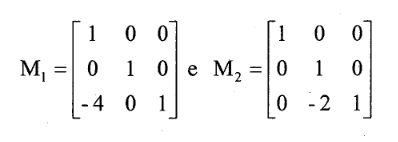 M₁ = [ 1 0 0
0 1 0
-4 0 1 ] e M₂ = [ 1 0 0
0 1 0
0 -2 1 ]